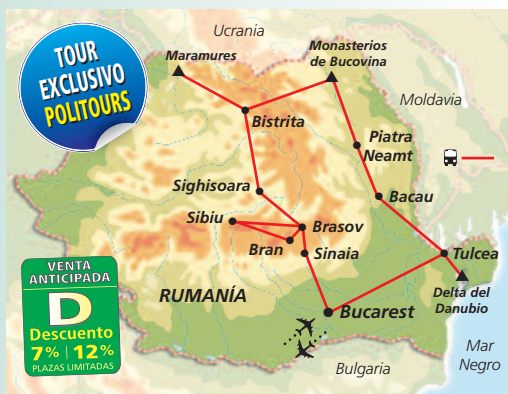 Ucrania
Maramures
Monasterios
de Bucovina
TOUR
EXCLUSIVO
POLITOURS
Moldavia
Bistrita
Piatra
Neamt
Sighisoara
Bacau
Sibiu
Brasov
Bran
Sinaia
Tulcea
VENTA
ANTICIPADA
D
Descuento
7% | 12%
PLAZAS LIMITADAS
RUMANÍA
Delta del
Danubio
Bucarest
Mar
Negro
Bulgaria